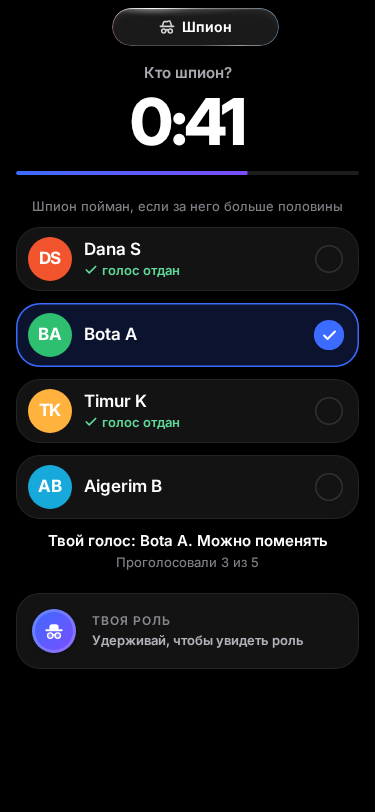 Шпион
Кто шпион?
0:41
Шпион пойман, если за него больше половины
DS
Dana S
голос отдан
BA
Bota A
TK
Timur K
голос отдан
AB
Aigerim B
Твой голос: Bota A. Можно поменять
Проголосовали 3 из 5
ТВОЯ РОЛЬ
Удерживай, чтобы увидеть роль